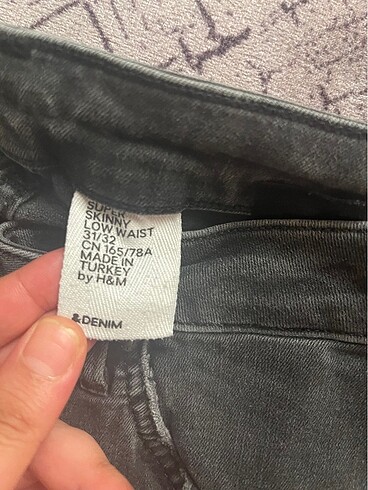 SUPER
SKINNY
LOW WAIST
31/32
CN 165/78A
MADE IN
TURKEY
by H&M
&DENIM